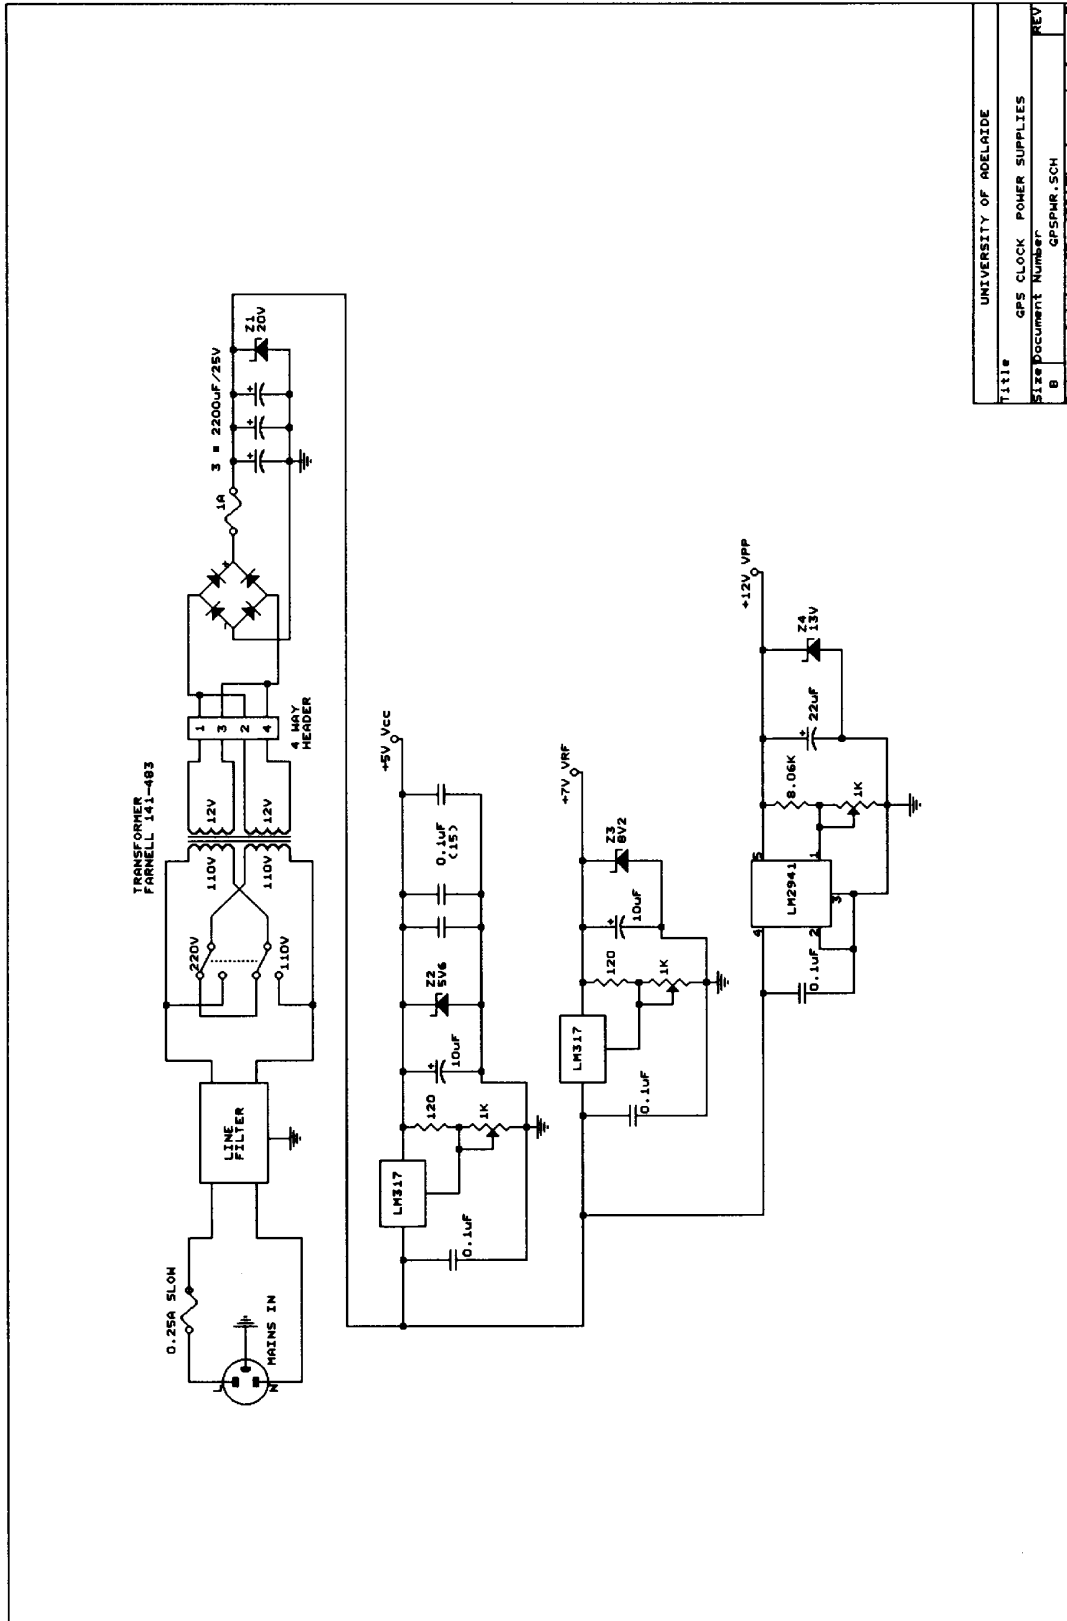 0.25A SLOW
L
N
MAINS IN
LINE
FILTER
220V
110V
TRANSFORMER
FARNELL 141-483
110V
110V
12V
12V
1
3
2
4
4 WAY
HEADER
+
-
1A
3 * 2200uF/25V
+
+
+
Z1
20V
LM317
0.1uF
120
1K
+
10uF
Z2
5V6
0.1uF
(15)
+5V Vcc
LM317
0.1uF
120
1K
+
10uF
Z3
8V2
+7V VRF
LM2941
4
5
2
3
1
0.1uF
8.06K
1K
+
22uF
Z4
13V
+12V VPP
UNIVERSITY OF ADELAIDE
Title
GPS CLOCK POWER SUPPLIES
Size Document Number
REV
B
GPSPWR.SCH